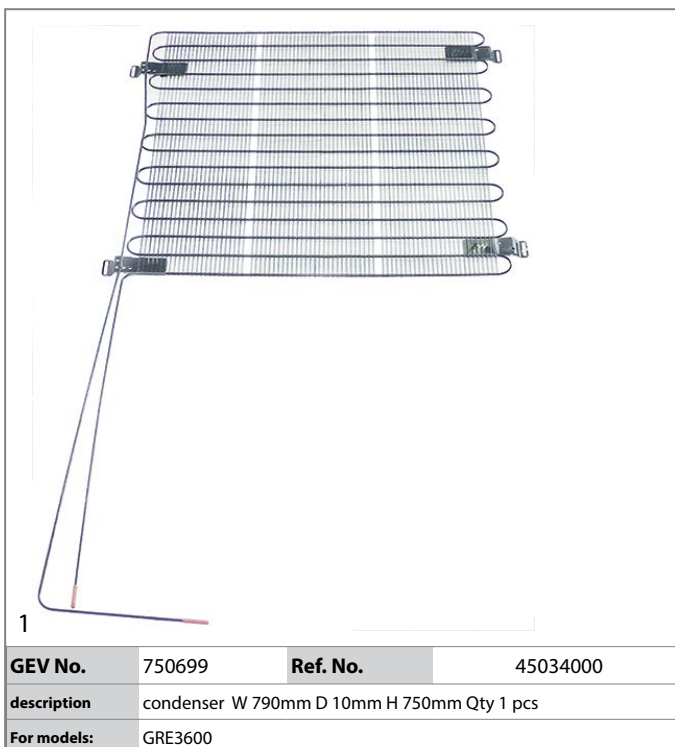 1
GEV No. 750699 Ref. No. 45034000
description condenser W 790mm D 10mm H 750mm Qty 1 pcs
For models: GRE3600